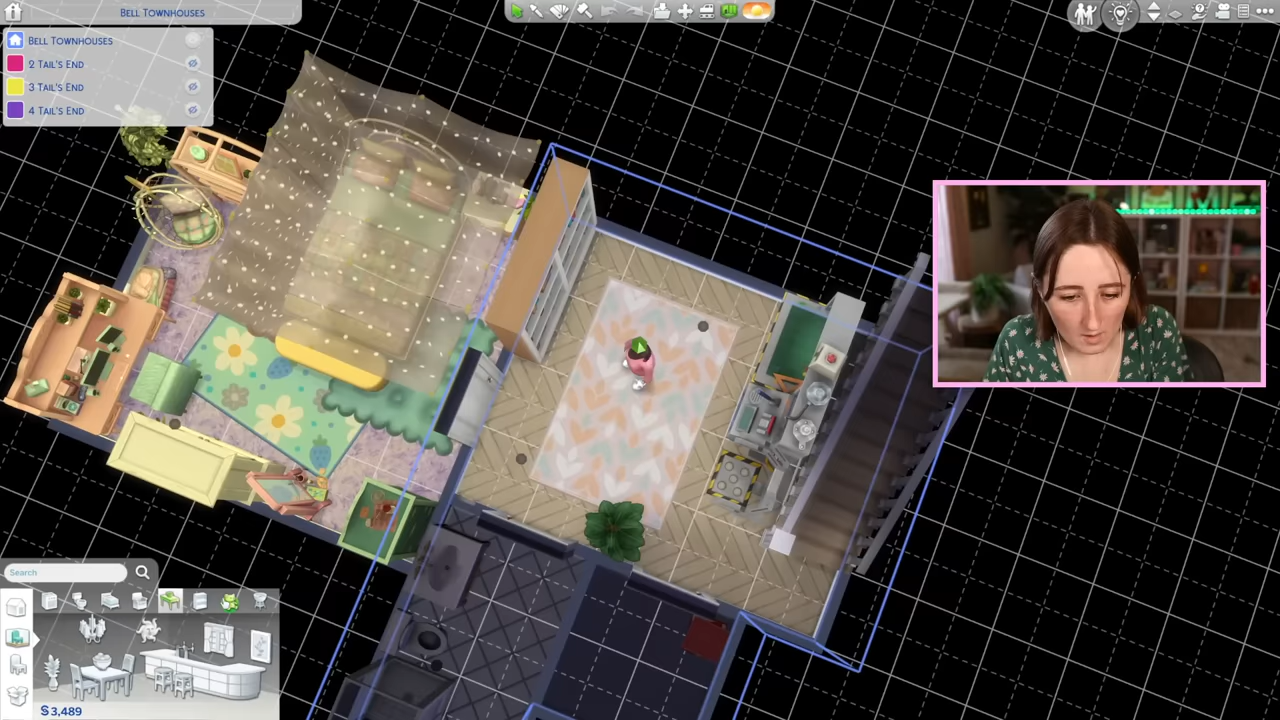 Bell Townhouses
Bell Townhouses
2 Tail's End
3 Tail's End
4 Tail's End
Search
$3,489